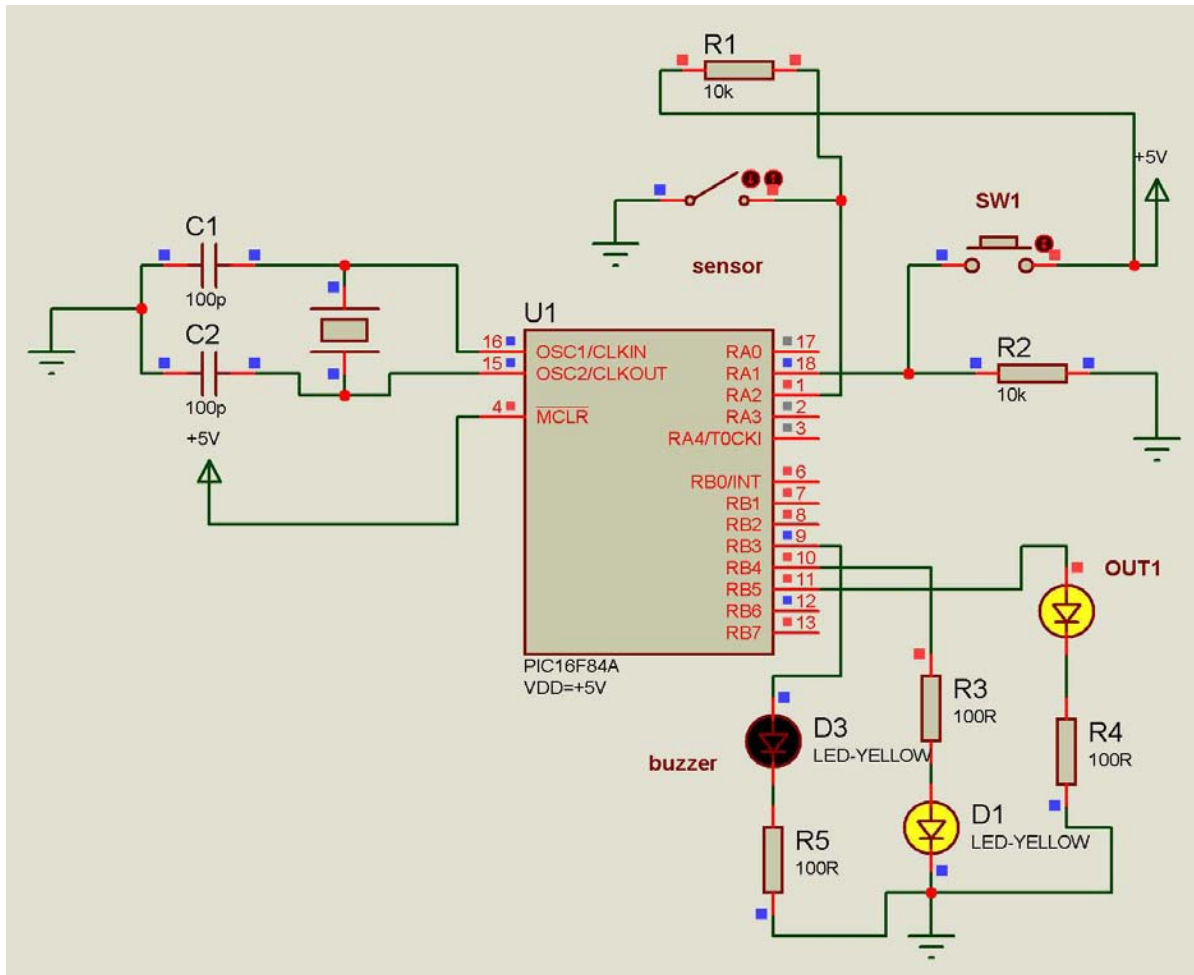 R1
10k
+5V
SW1
sensor
C1
100p
C2
100p
+5V
U1
16
OSC1/CLKIN
15
OSC2/CLKOUT
4
MCLR
RA0
17
RA1
18
RA2
1
RA3
2
RA4/T0CKI
3
RB0/INT
6
RB1
7
RB2
8
RB3
9
RB4
10
RB5
11
RB6
12
RB7
13
PIC16F84A
VDD=+5V
R2
10k
OUT1
R3
100R
R4
100R
D3
LED-YELLOW
buzzer
D1
LED-YELLOW
R5
100R